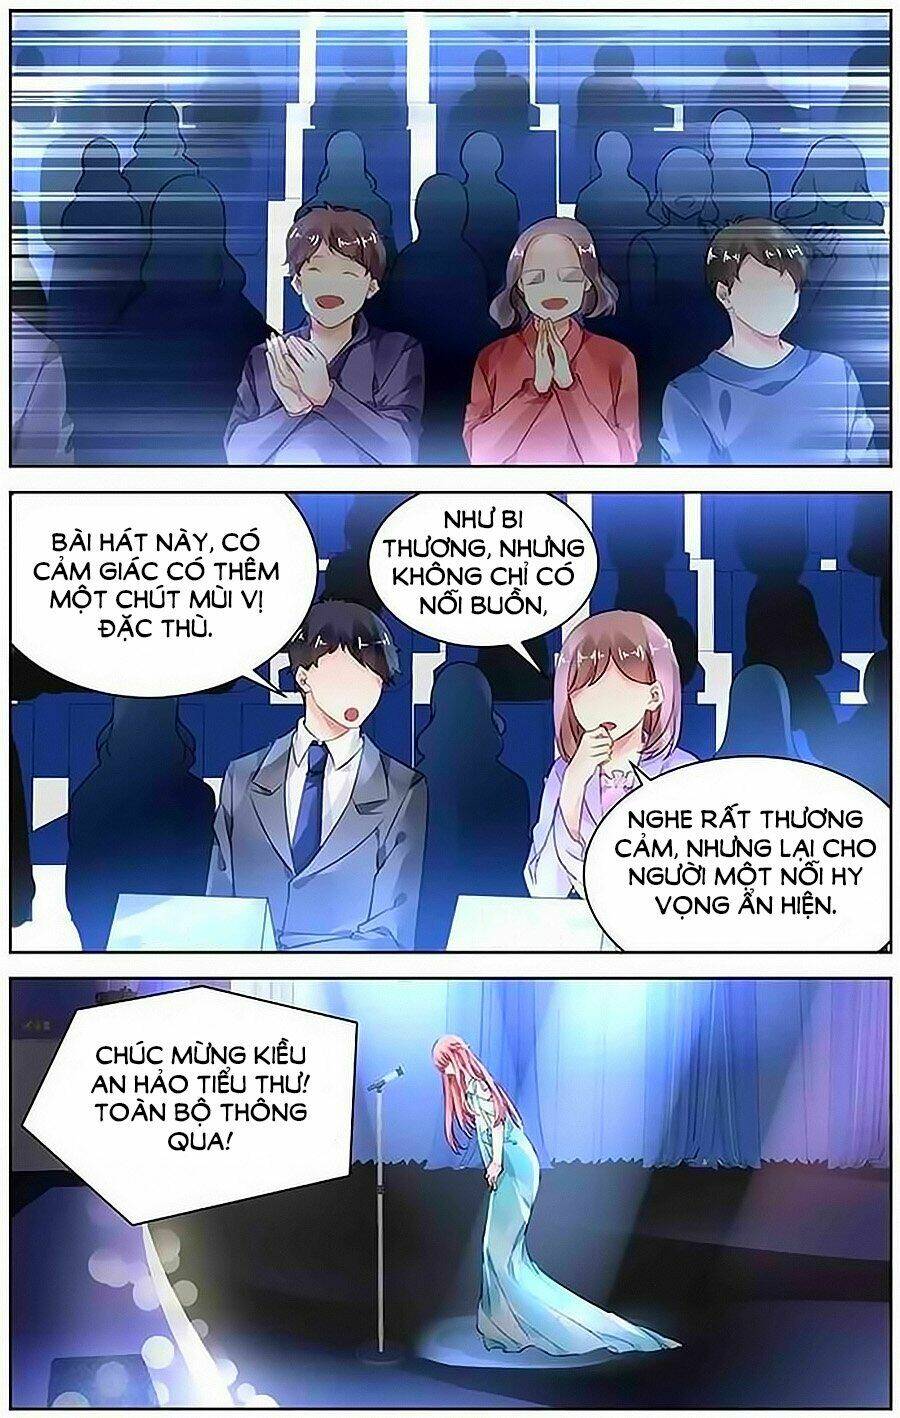 BÀI HÁT NÀY, CÓ
CẢM GIÁC CÓ THÊM
MỘT CHÚT MÙI VỊ
ĐẶC THÙ.
NHƯ BI
THƯƠNG, NHƯNG
KHÔNG CHỈ CÓ
NỖI BUỒN,
NGHE RẤT THƯƠNG
CẢM, NHƯNG LẠI CHO
NGƯỜI MỘT NỖI HY
VỌNG ẨN HIỆN.
CHÚC MỪNG KIỀU
AN HẢO TIỂU THƯ!
TOÀN BỘ THÔNG
QUA!